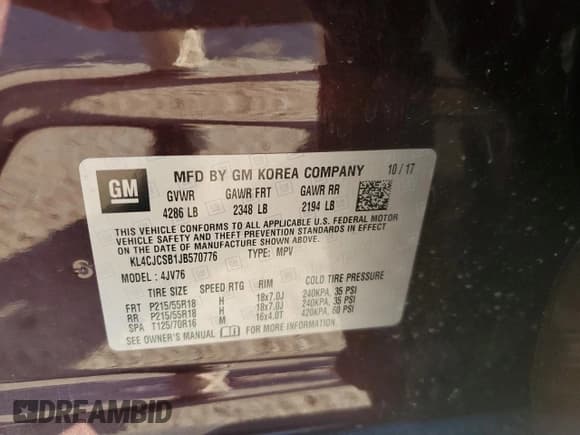 GM
MFD BY GM KOREA COMPANY 10/17
GVWR GAWR FRT GAWR RR
4286 LB 2348 LB 2194 LB
THIS VEHICLE CONFORMS TO ALL APPLICABLE U.S. FEDERAL MOTOR
VEHICLE SAFETY AND THEFT PREVENTION STANDARDS IN EFFECT
ON THE DATE OF MANUFACTURE SHOWN ABOVE.
KL4CJCSB1JB570776 TYPE: MPV
MODEL: 4JV76
TIRE SIZE SPEED RTG RIM COLD TIRE PRESSURE
FRT P215/55R18 H 18x7.0J 240KPA, 35 PSI
RR P215/55R18 H 18x7.0J 240KPA, 35 PSI
SPA T125/70R16 M 16x4.0T 420KPA, 60 PSI
SEE OWNER'S MANUAL FOR MORE INFORMATION.
DREAMBID